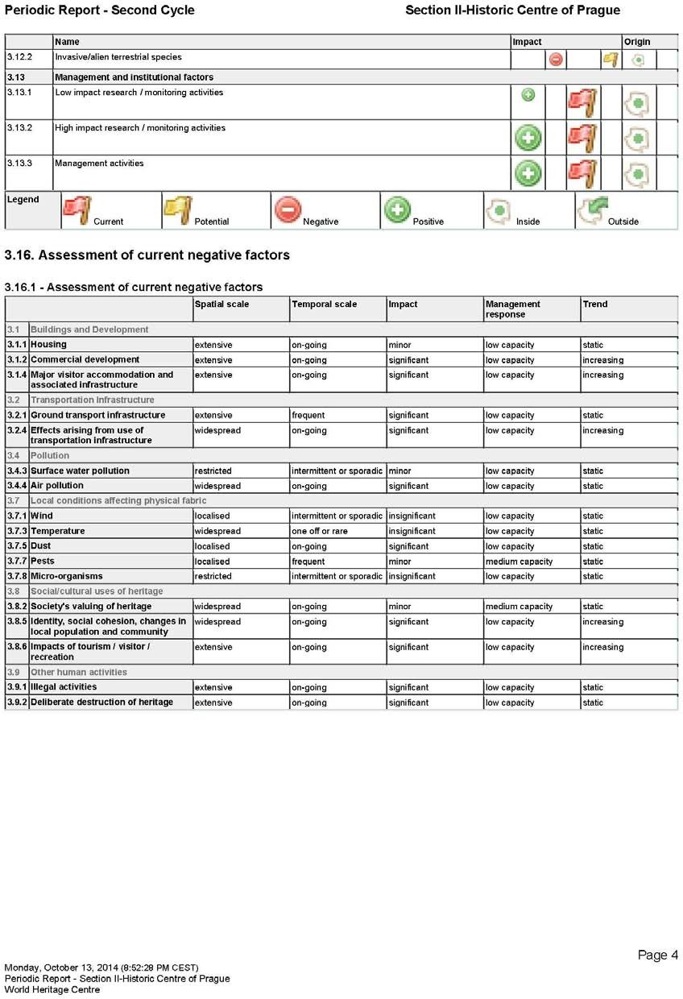 Periodic Report - Second Cycle Section II-Historic Centre of Prague
Name Impact Origin
3.12.2 Invasive/alien terrestrial species
3.13 Management and institutional factors
3.13.1 Low impact research / monitoring activities
3.13.2 High impact research / monitoring activities
3.13.3 Management activities
Legend Current Potential Negative Positive Inside Outside
3.16. Assessment of current negative factors
3.16.1 - Assessment of current negative factors
Spatial scale Temporal scale Impact Management response Trend
3.1 Buildings and Development
3.1.1 Housing extensive on-going minor low capacity static
3.1.2 Commercial development extensive on-going significant low capacity increasing
3.1.4 Major visitor accommodation and associated infrastructure extensive on-going significant low capacity increasing
3.2 Transportation Infrastructure
3.2.1 Ground transport infrastructure extensive frequent significant low capacity static
3.2.4 Effects arising from use of transportation infrastructure widespread on-going significant low capacity increasing
3.4 Pollution
3.4.3 Surface water pollution restricted intermittent or sporadic minor low capacity static
3.4.4 Air pollution widespread on-going significant low capacity static
3.7 Local conditions affecting physical fabric
3.7.1 Wind localised intermittent or sporadic insignificant low capacity static
3.7.3 Temperature widespread one off or rare insignificant low capacity static
3.7.5 Dust localised on-going significant low capacity static
3.7.7 Pests localised frequent minor medium capacity static
3.7.8 Micro-organisms restricted intermittent or sporadic insignificant low capacity static
3.8 Social/cultural uses of heritage
3.8.2 Society's valuing of heritage widespread on-going minor medium capacity static
3.8.5 Identity, social cohesion, changes in local population and community widespread on-going significant low capacity increasing
3.8.6 Impacts of tourism / visitor / recreation extensive on-going significant low capacity increasing
3.9 Other human activities
3.9.1 Illegal activities extensive on-going significant low capacity static
3.9.2 Deliberate destruction of heritage extensive on-going significant low capacity static
Page 4
Monday, October 13, 2014 (8:52:28 PM CEST)
Periodic Report - Section II-Historic Centre of Prague
World Heritage Centre